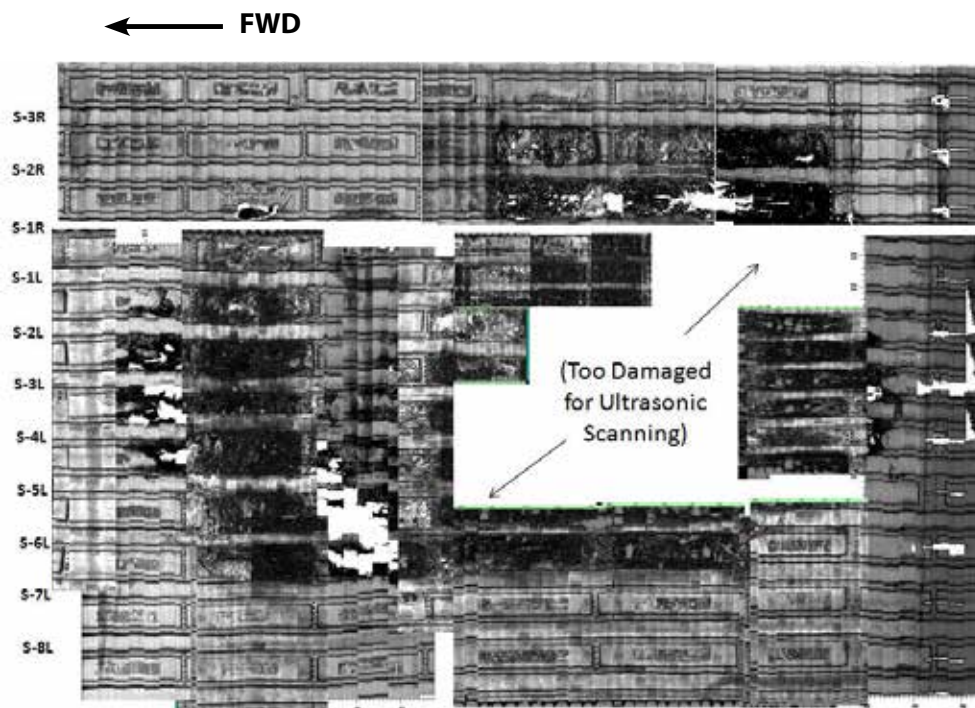 FWD
S-3R
S-2R
S-1R
S-1L
S-2L
S-3L
S-4L
S-5L
S-6L
S-7L
S-8L
(Too Damaged
for Ultrasonic
Scanning)